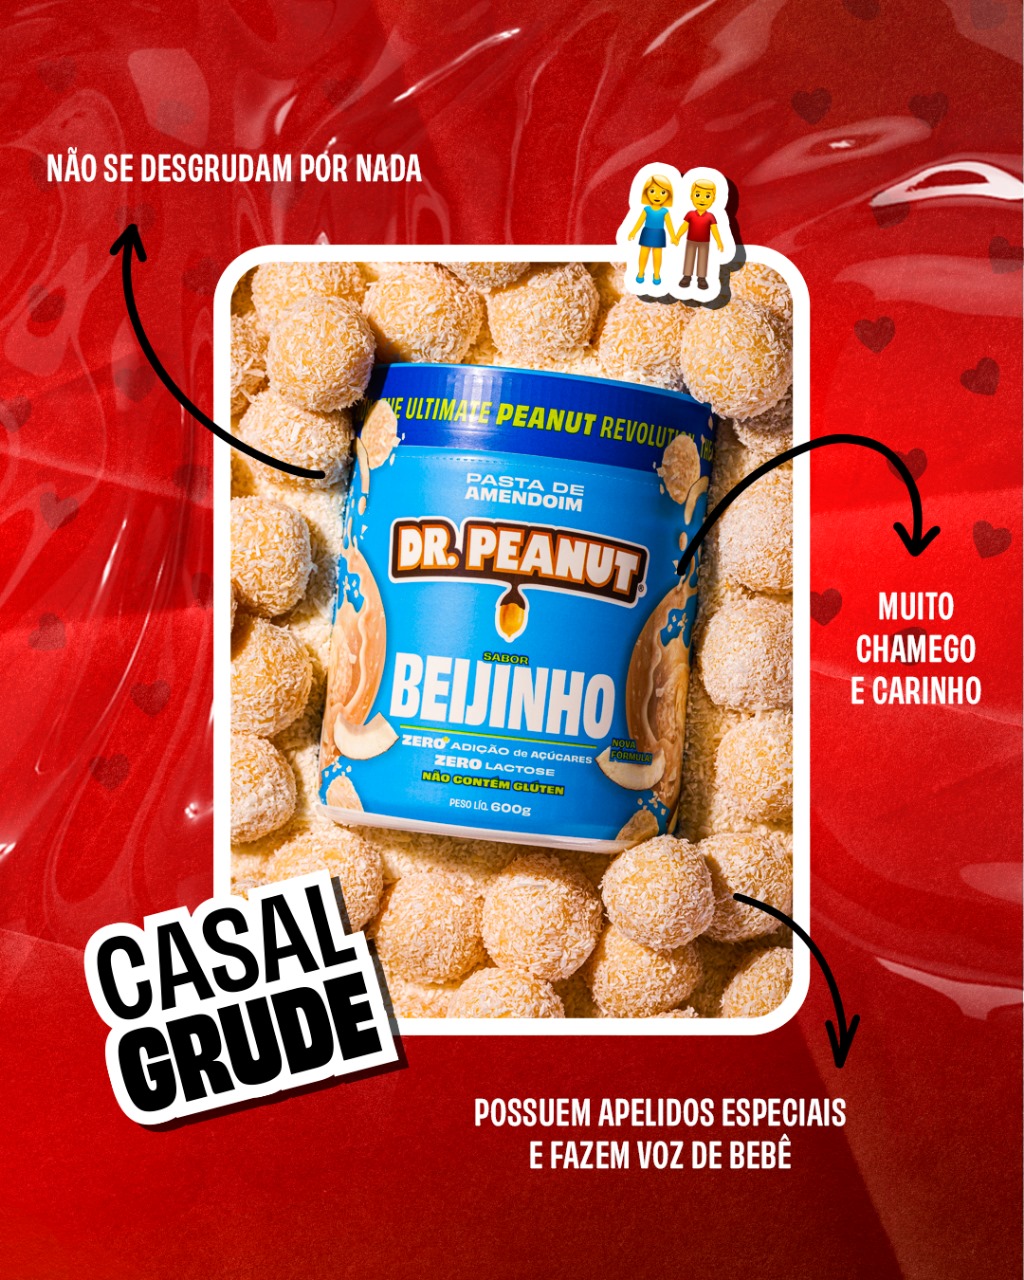 NÃO SE DESGRUDAM POR NADA
THE ULTIMATE PEANUT REVOLUTION
PASTA DE
AMENDOIM
DR. PEANUT
SABOR
BEIJINHO
ZERO ADIÇÃO de AÇÚCARES
ZERO LACTOSE
NÃO CONTÉM GLÚTEN
NOVA
FÓRMULA!
PESO LÍQ. 600g
MUITO
CHAMEGO
E CARINHO
CASAL
GRUDE
POSSUEM APELIDOS ESPECIAIS
E FAZEM VOZ DE BEBÊ